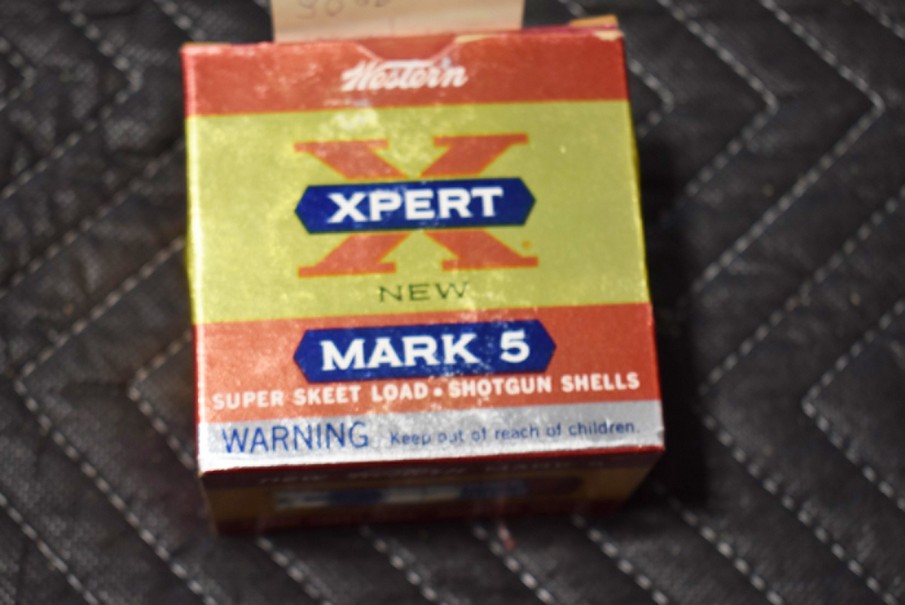 Western
XPERT
NEW
MARK 5
SUPER SKEET LOAD • SHOTGUN SHELLS
WARNING Keep out of reach of children.